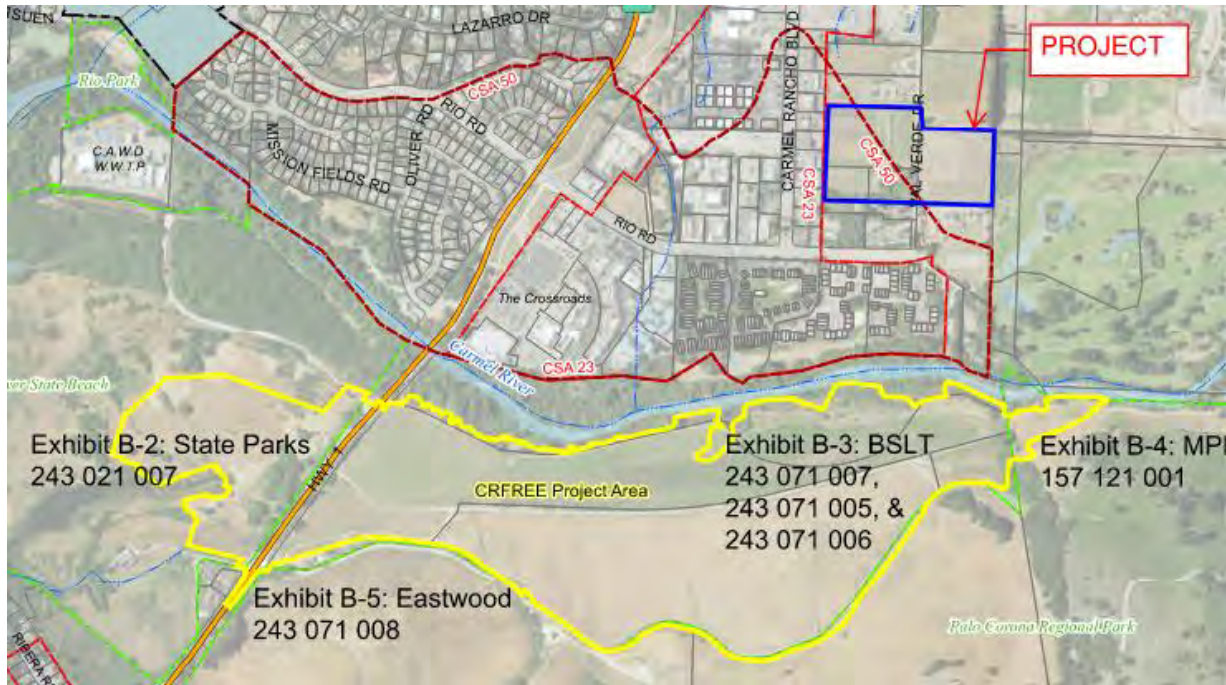 LAZARRO DR
CSA 50
Rio Park
C.A.W.D
W.W.T.P.
MISSION FIELDS RD
OLIVER RD
RIO RD
CARMEL RANCHO BLVD
PROJECT
CSA 50
CSA 23
RIO RD
The Crossroads
Carmel River
CSA 23
State Beach
Exhibit B-2: State Parks
243 021 007
HWY 1
CRFREE Project Area
Exhibit B-3: BSLT
243 071 007,
243 071 005, &
243 071 006
Exhibit B-4: MP
157 121 001
Exhibit B-5: Eastwood
243 071 008
Palo Corona Regional Park